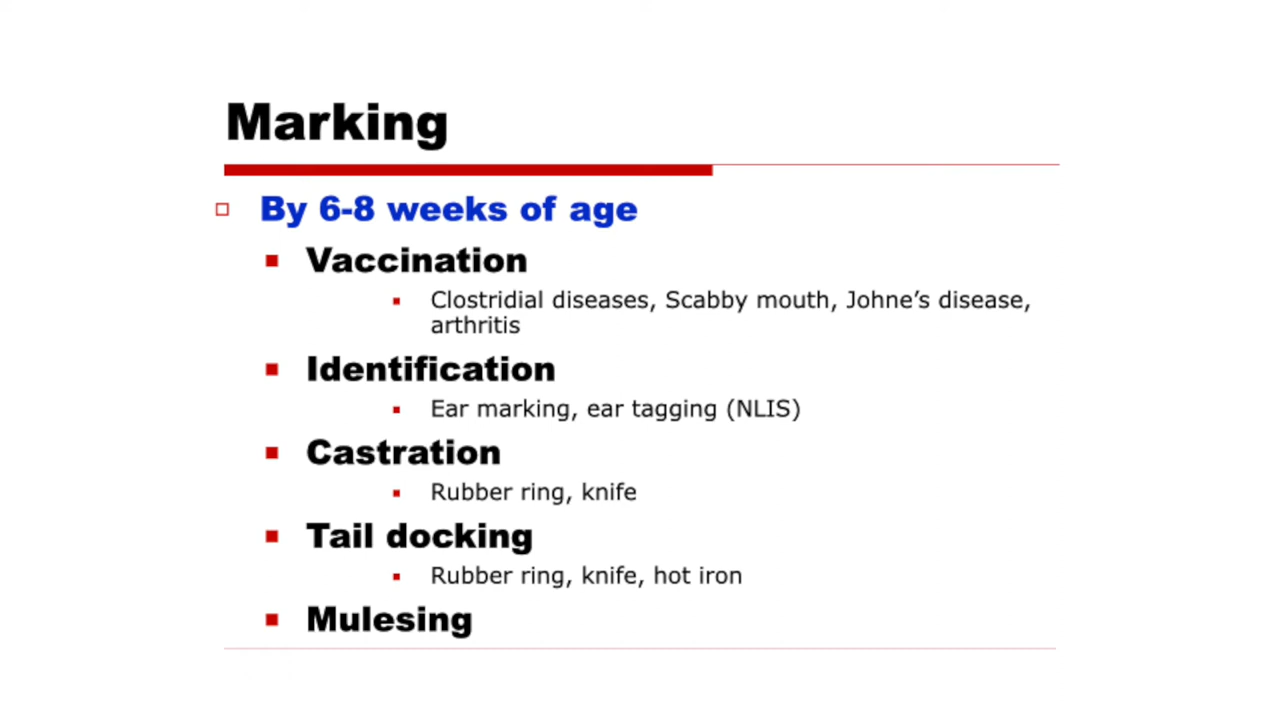 Marking
By 6-8 weeks of age
Vaccination
Clostridial diseases, Scabby mouth, Johne’s disease,
arthritis
Identification
Ear marking, ear tagging (NLIS)
Castration
Rubber ring, knife
Tail docking
Rubber ring, knife, hot iron
Mulesing